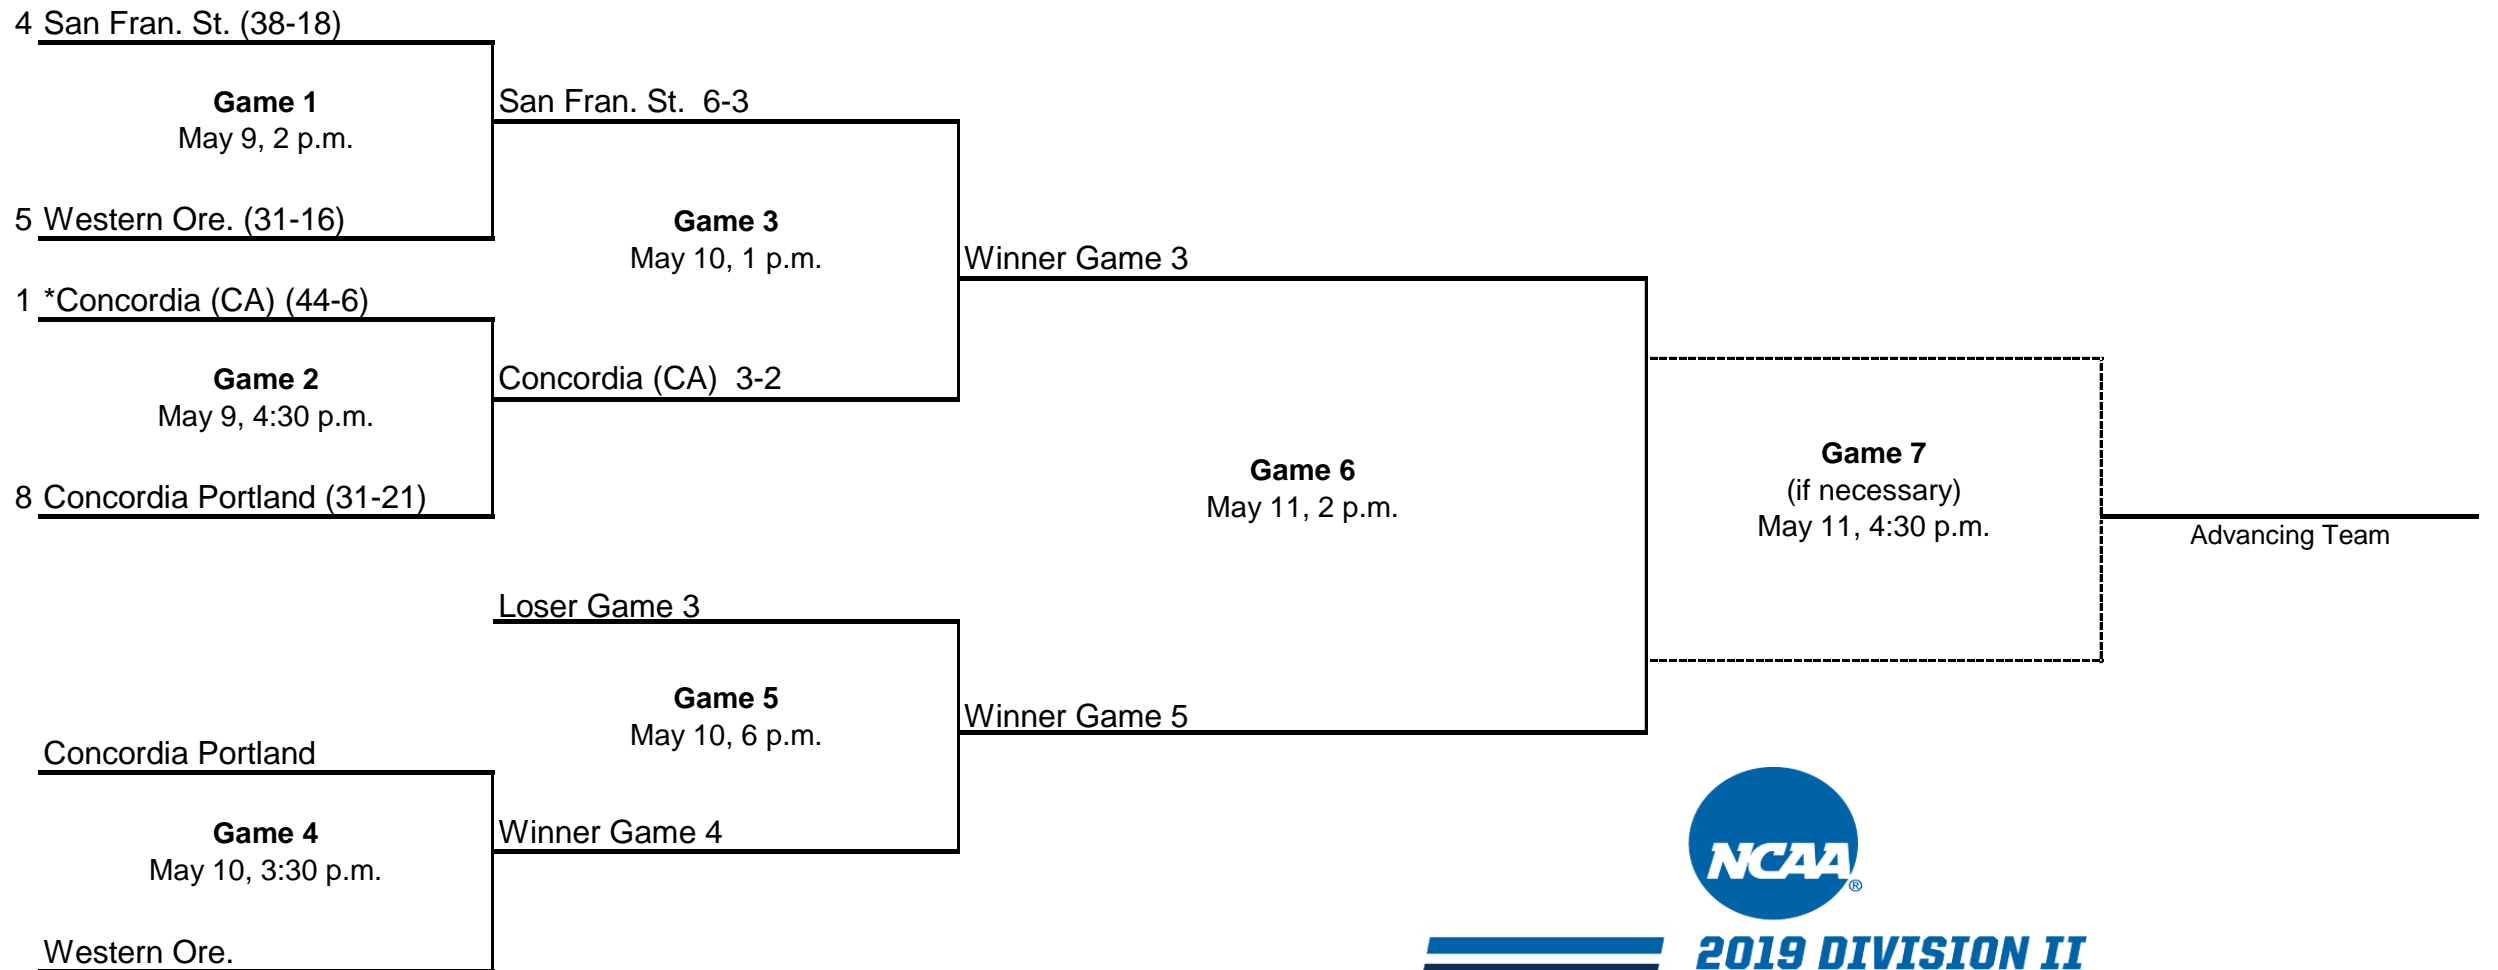 4 San Fran. St. (38-18)
Game 1
May 9, 2 p.m.
San Fran. St. 6-3
5 Western Ore. (31-16)
Game 3
May 10, 1 p.m.
Winner Game 3
1 *Concordia (CA) (44-6)
Game 2
May 9, 4:30 p.m.
Concordia (CA) 3-2
8 Concordia Portland (31-21)
Game 6
May 11, 2 p.m.
Game 7
(if necessary)
May 11, 4:30 p.m.
Advancing Team
Loser Game 3
Game 5
May 10, 6 p.m.
Winner Game 5
Concordia Portland
Game 4
May 10, 3:30 p.m.
Winner Game 4
Western Ore.
NCAA®
2019 DIVISION II